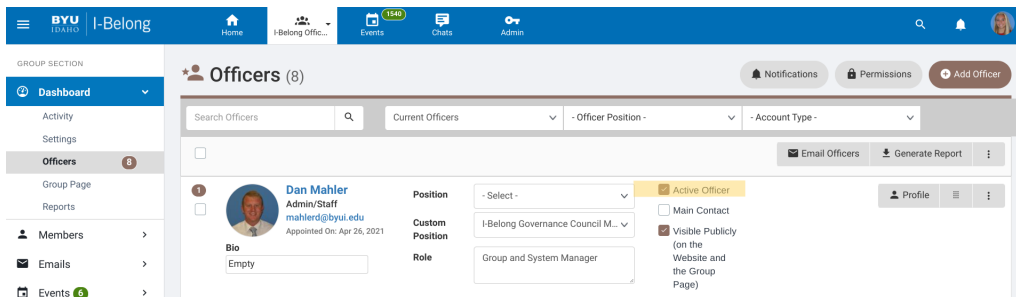 BYU IDAHO I-Belong
Home
I-Belong Offic...
Events 1540
Chats
Admin
GROUP SECTION
Dashboard
Activity
Settings
Officers 8
Group Page
Reports
Members
Emails
Events 6
Officers (8)
Notifications
Permissions
Add Officer
Search Officers
Current Officers
- Officer Position -
- Account Type -
Email Officers
Generate Report
1
Dan Mahler
Admin/Staff
mahlerd@byui.edu
Appointed On: Apr 26, 2021
Bio
Empty
Position
- Select -
Custom
Position
I-Belong Governance Council M...
Role
Group and System Manager
Active Officer
Main Contact
Visible Publicly
(on the
Website and
the Group
Page)
Profile